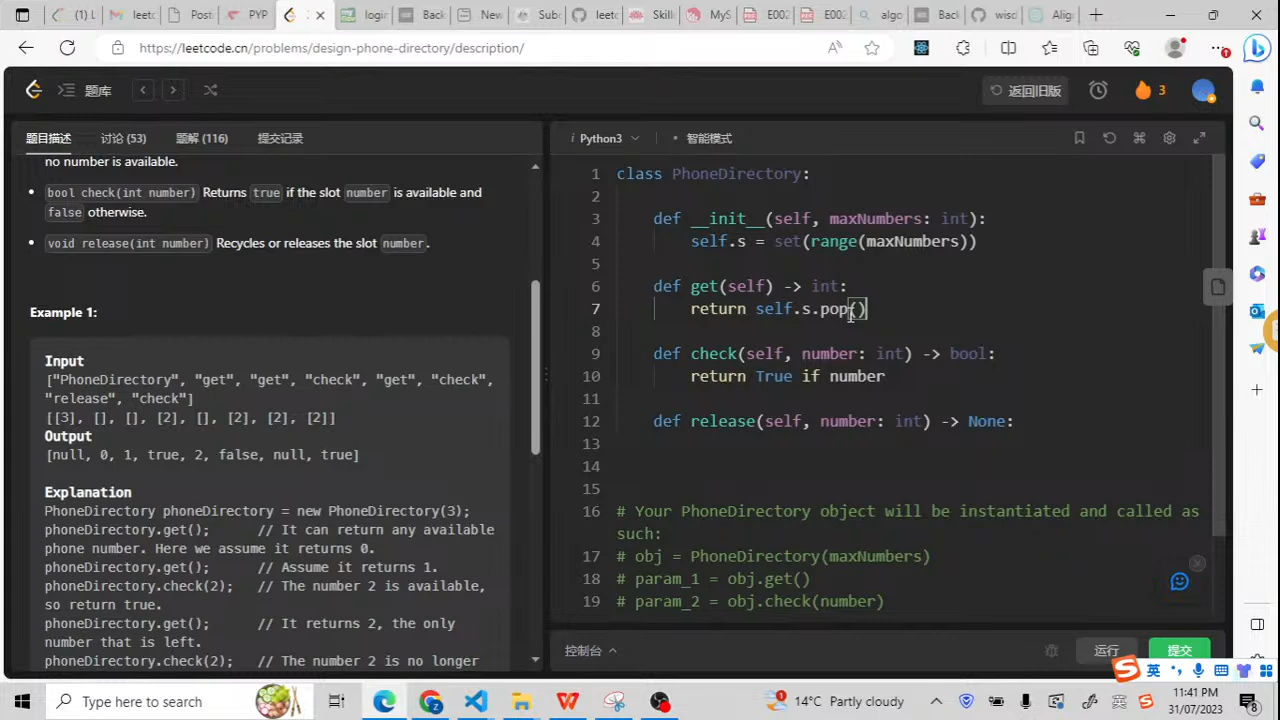 (1)
leet
Post
PYP
login
Back
New
Sub
leetc
Skill
MyS
E002
E002
algo
Back
wisd
Alig
https://leetcode.cn/problems/design-phone-directory/description/
题库
返回旧版
3
题目描述 讨论 (53) 题解 (116) 提交记录
no number is available.
• bool check(int number) Returns true if the slot number is available and
false otherwise.
• void release(int number) Recycles or releases the slot number.
Example 1:
Input
["PhoneDirectory", "get", "get", "check", "get", "check",
"release", "check"]
[[3], [], [], [2], [], [2], [2], [2]]
Output
[null, 0, 1, true, 2, false, null, true]
Explanation
PhoneDirectory phoneDirectory = new PhoneDirectory(3);
phoneDirectory.get(); // It can return any available
phone number. Here we assume it returns 0.
phoneDirectory.get(); // Assume it returns 1.
phoneDirectory.check(2); // The number 2 is available,
so return true.
phoneDirectory.get(); // It returns 2, the only
number that is left.
phoneDirectory.check(2); // The number 2 is no longer
i Python3 • 智能模式
1 class PhoneDirectory:
2
3 def __init__(self, maxNumbers: int):
4 self.s = set(range(maxNumbers))
5
6 def get(self) -> int:
7 return self.s.pop()
8
9 def check(self, number: int) -> bool:
10 return True if number
11
12 def release(self, number: int) -> None:
13
14
15
16 # Your PhoneDirectory object will be instantiated and called as
such:
17 # obj = PhoneDirectory(maxNumbers)
18 # param_1 = obj.get()
19 # param_2 = obj.check(number)
控制台 运行 提交
英
Type here to search
1
14°C Partly cloudy
11:41 PM
31/07/2023
8